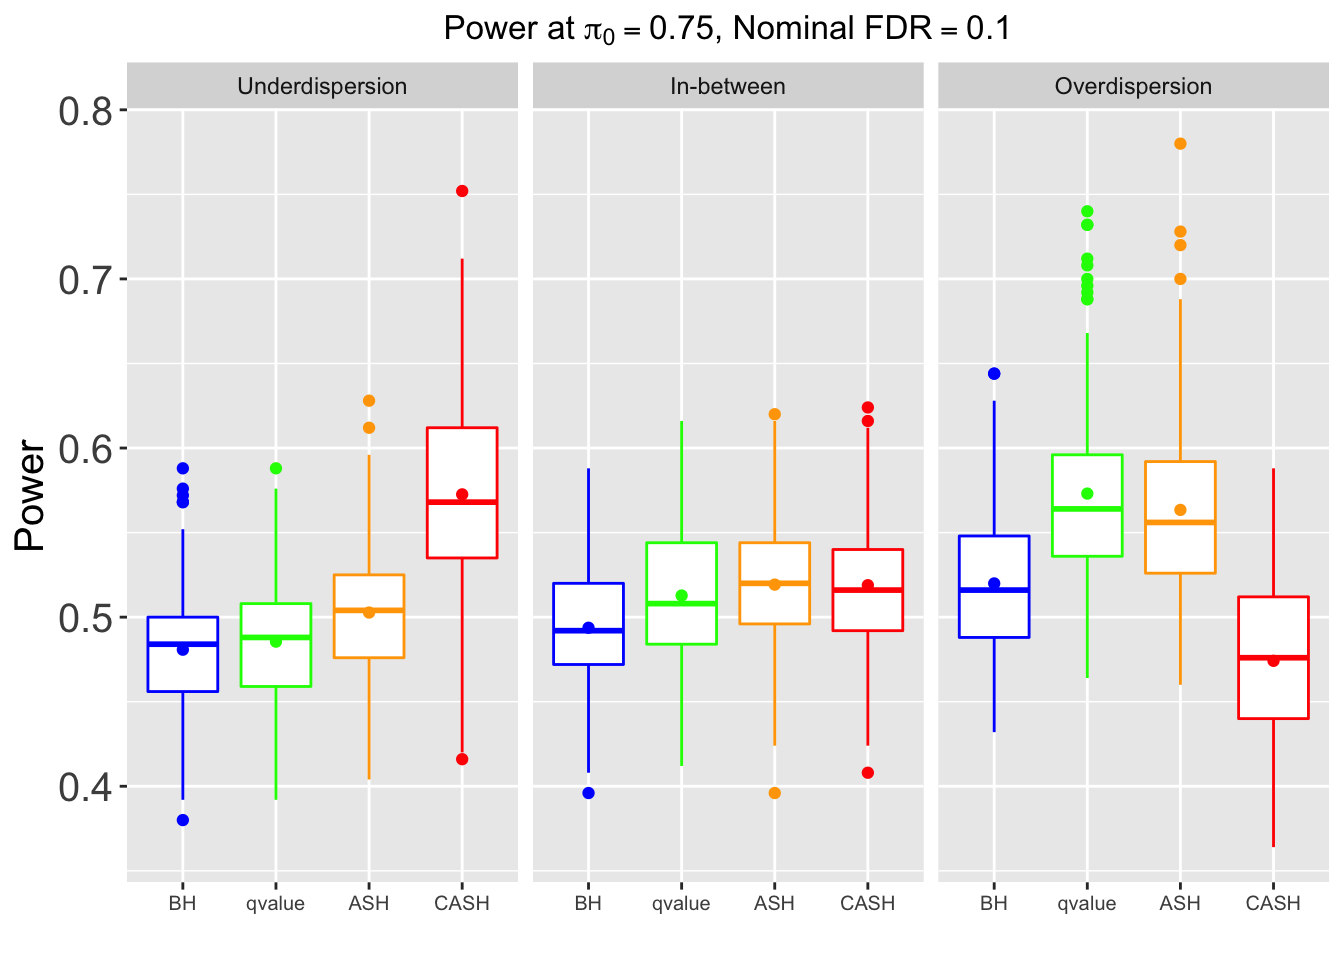 Power at π₀ = 0.75, Nominal FDR = 0.1
Underdispersion
In-between
Overdispersion
Power
0.8
0.7
0.6
0.5
0.4
BH qvalue ASH CASH
BH qvalue ASH CASH
BH qvalue ASH CASH